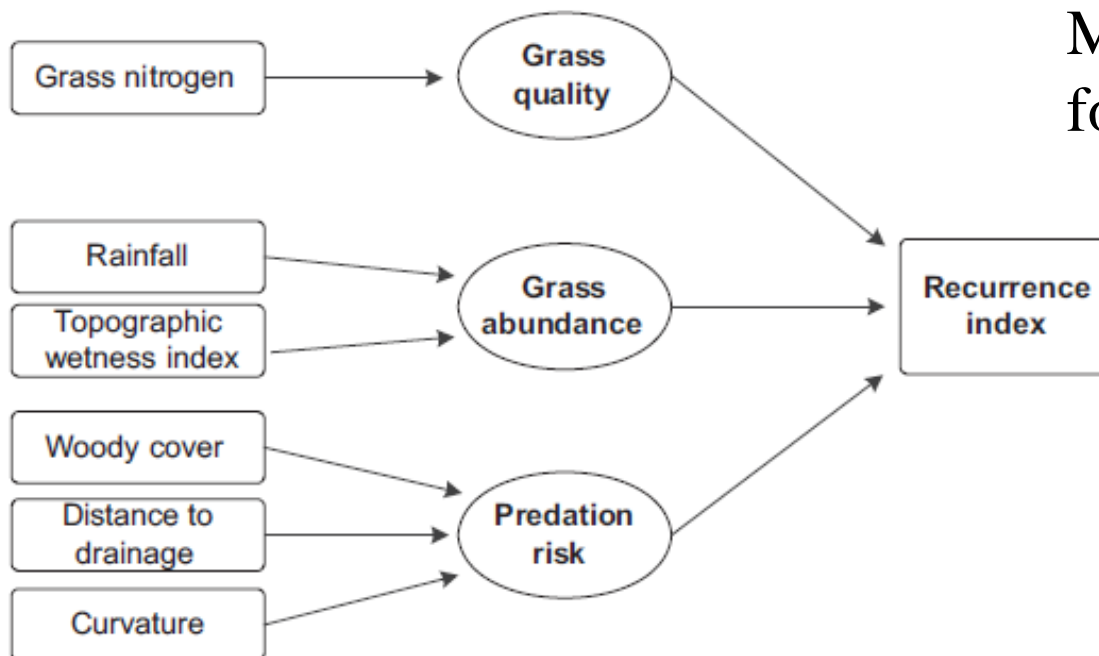 Grass nitrogen
Grass
quality
Rainfall
Topographic
wetness index
Grass
abundance
Woody cover
Distance to
drainage
Curvature
Predation
risk
Recurrence
index